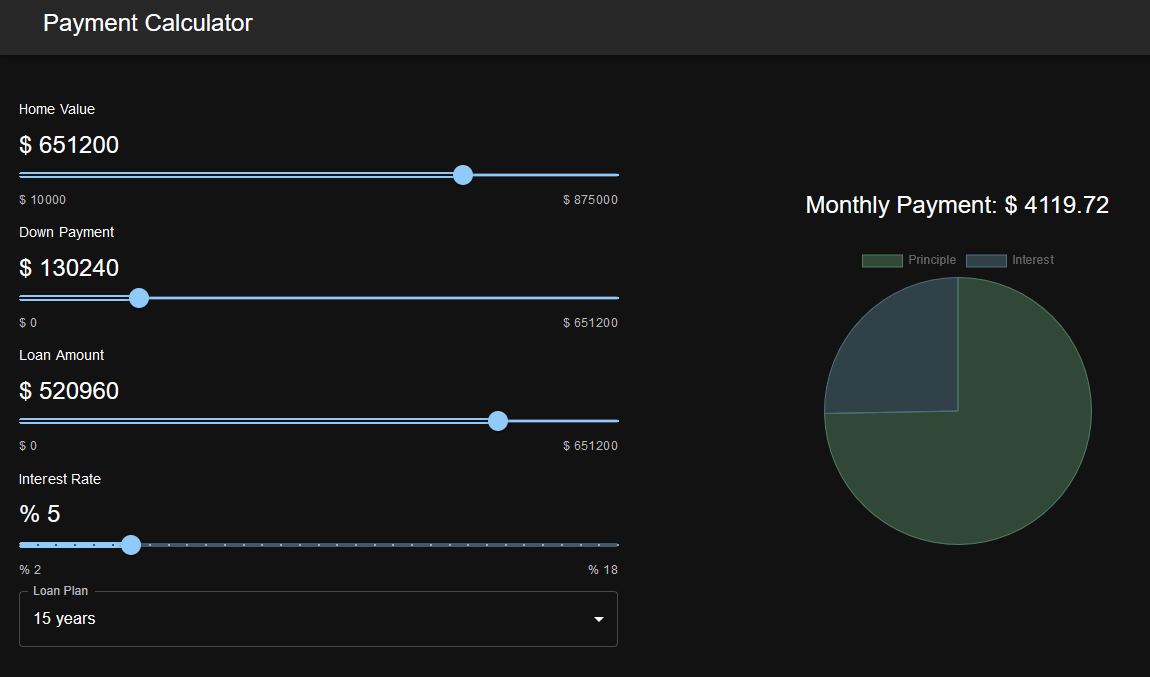 Payment Calculator
Home Value
$ 651200
$ 10000 $ 875000
Down Payment
$ 130240
$ 0 $ 651200
Loan Amount
$ 520960
$ 0 $ 651200
Interest Rate
% 5
% 2 % 18
Loan Plan
15 years
Monthly Payment: $ 4119.72
Principle Interest